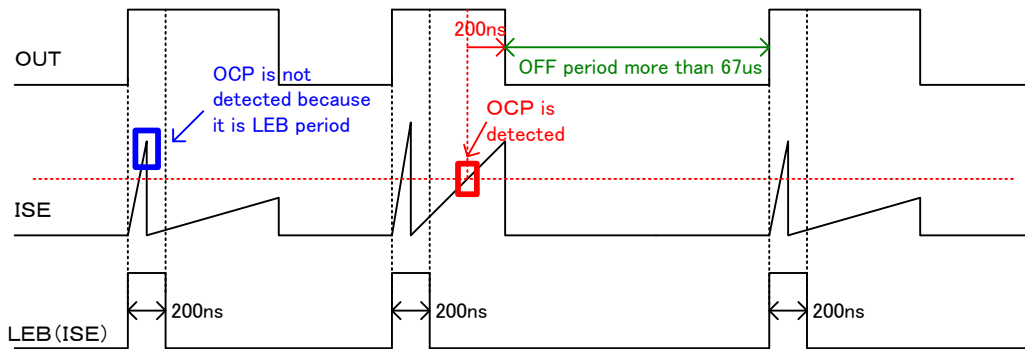 200ns
OUT
OFF period more than 67us
OCP is not
detected because
it is LEB period
OCP is
detected
ISE
200ns
200ns
200ns
LEB(ISE)